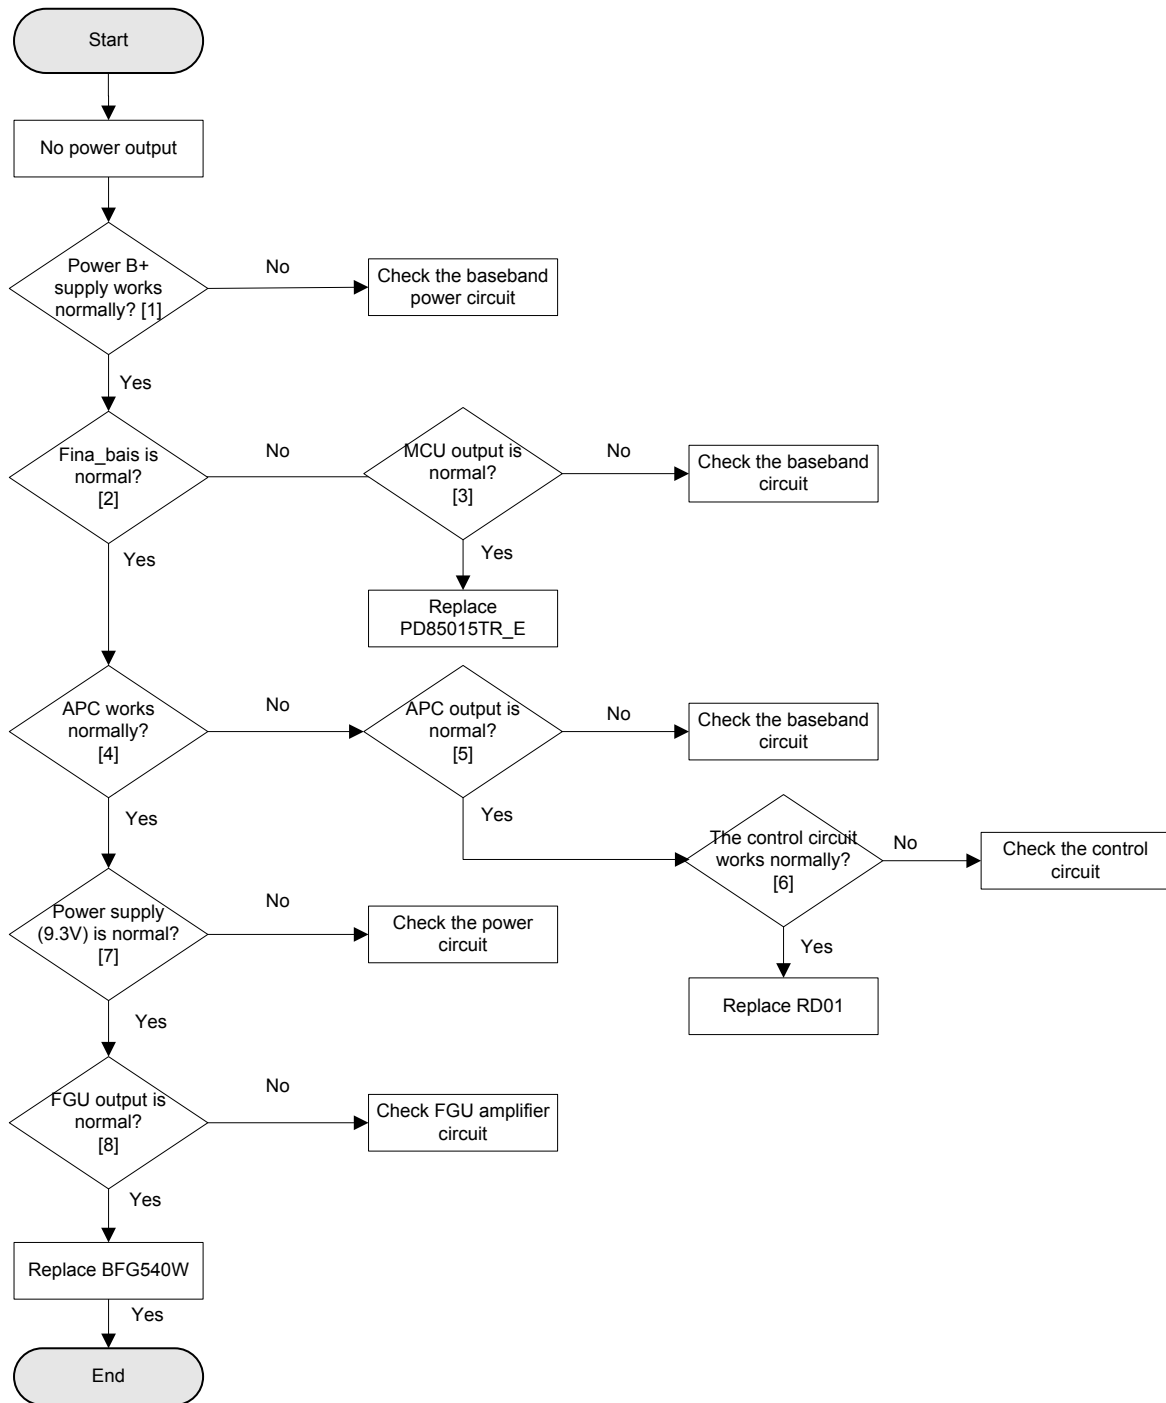 Start
No power output
Power B+
supply works
normally? [1]
No
Check the baseband
power circuit
Yes
Fina_bais is
normal?
[2]
No
MCU output is
normal?
[3]
No
Check the baseband
circuit
Yes
Yes
Replace
PD85015TR_E
APC works
normally?
[4]
No
APC output is
normal?
[5]
No
Check the baseband
circuit
Yes
Yes
The control circuit
works normally?
[6]
No
Check the control
circuit
Yes
Replace RD01
Power supply
(9.3V) is normal?
[7]
No
Check the power
circuit
Yes
FGU output is
normal?
[8]
No
Check FGU amplifier
circuit
Yes
Replace BFG540W
Yes
End